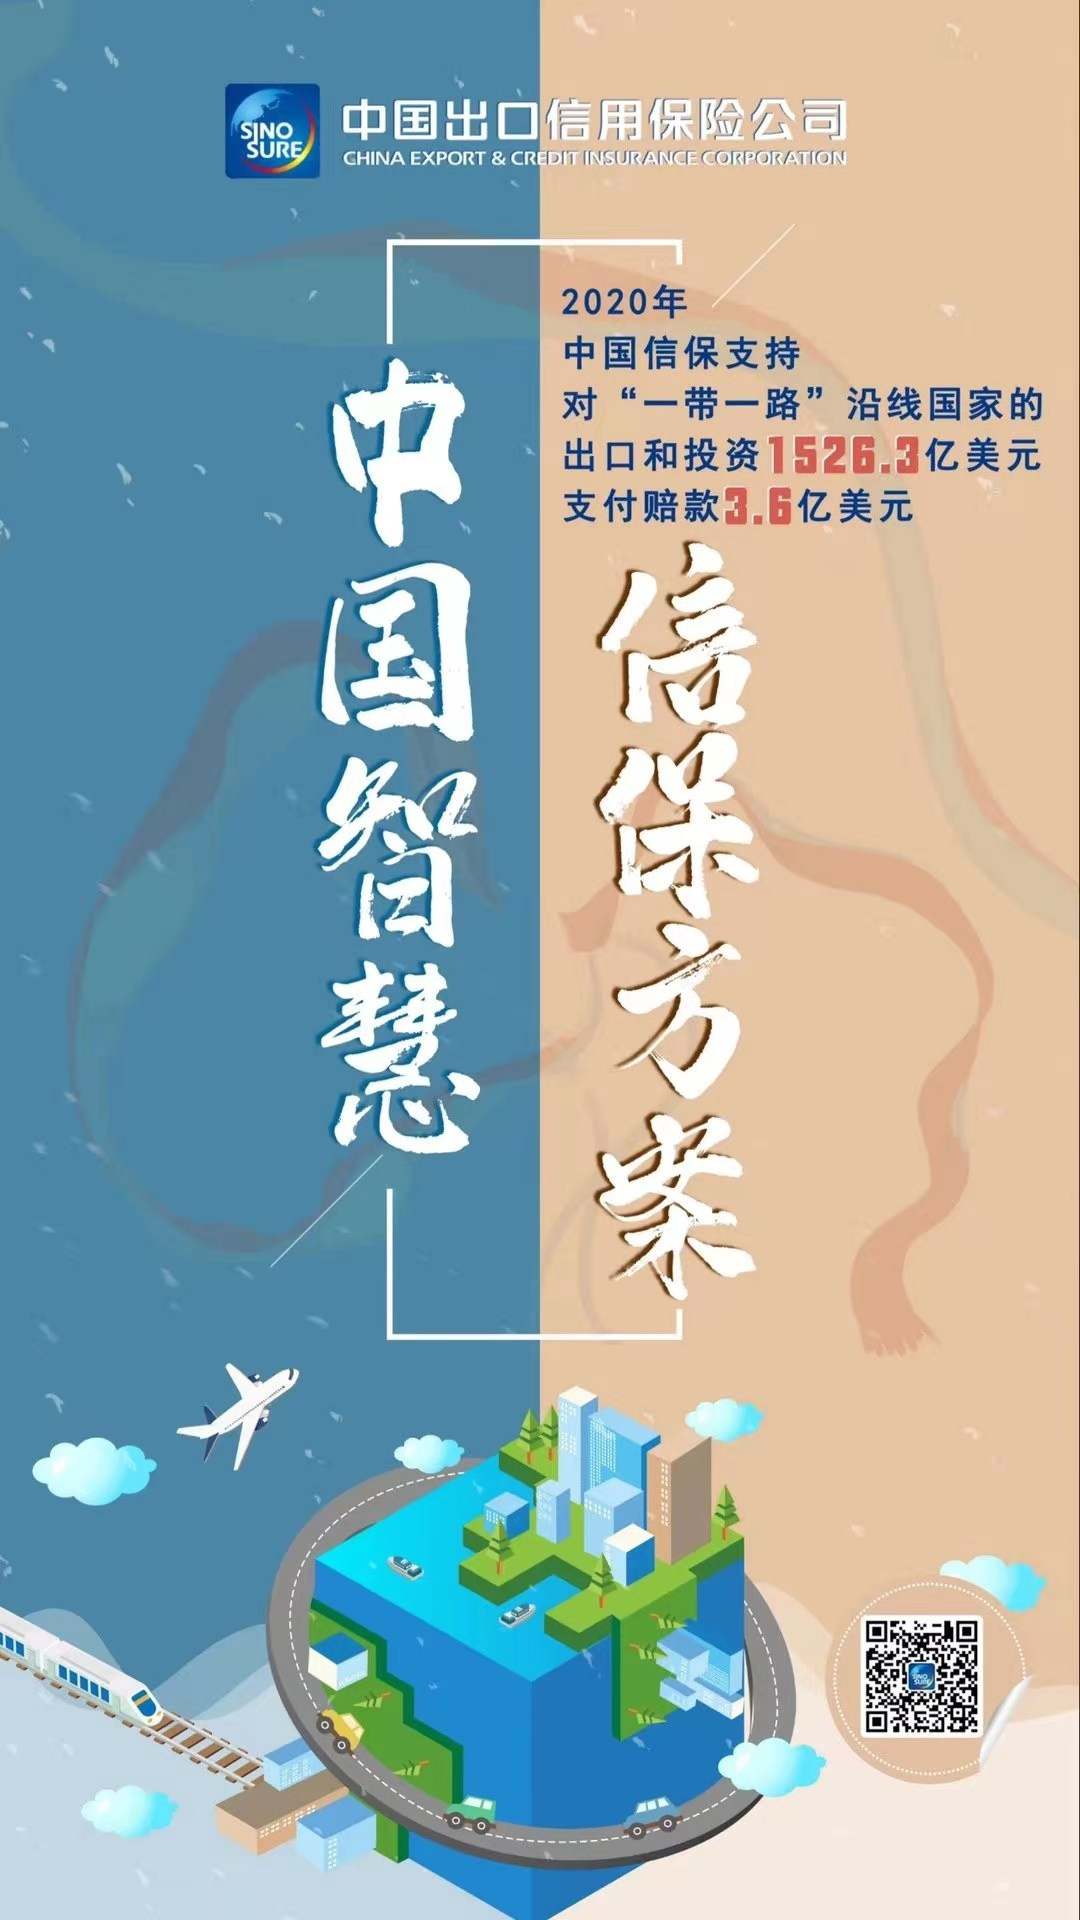 SINO
SURE
中国出口信用保险公司
CHINA EXPORT & CREDIT INSURANCE CORPORATION
2020年
中国信保支持
对“一带一路”沿线国家的
出口和投资1526.3亿美元
支付赔款3.6亿美元
中国智慧
信保方案
SINO
SURE